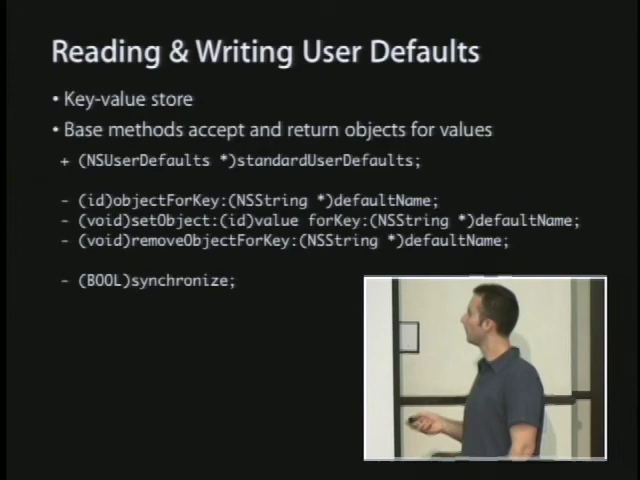 Reading & Writing User Defaults
• Key-value store
• Base methods accept and return objects for values
+ (NSUserDefaults *)standardUserDefaults;
- (id)objectForKey:(NSString *)defaultName;
- (void)setObject:(id)value forKey:(NSString *)defaultName;
- (void)removeObjectForKey:(NSString *)defaultName;
- (BOOL)synchronize;